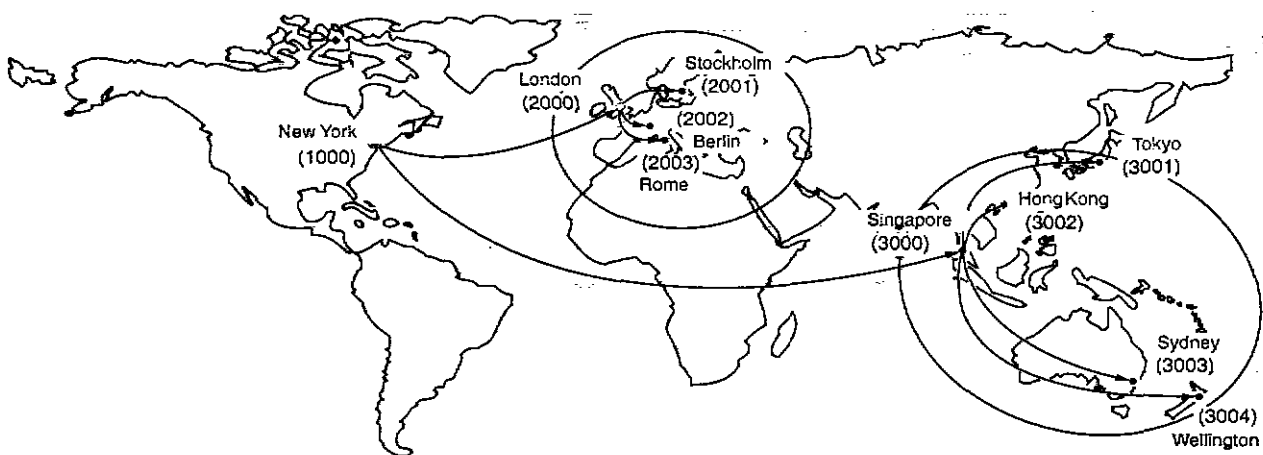 Stockholm
(2001)
London
(2000)
(2002)
Berlin
(2003)
Rome
New York
(1000)
Tokyo
(3001)
Hong Kong
(3002)
Singapore
(3000)
Sydney
(3003)
(3004)
Wellington